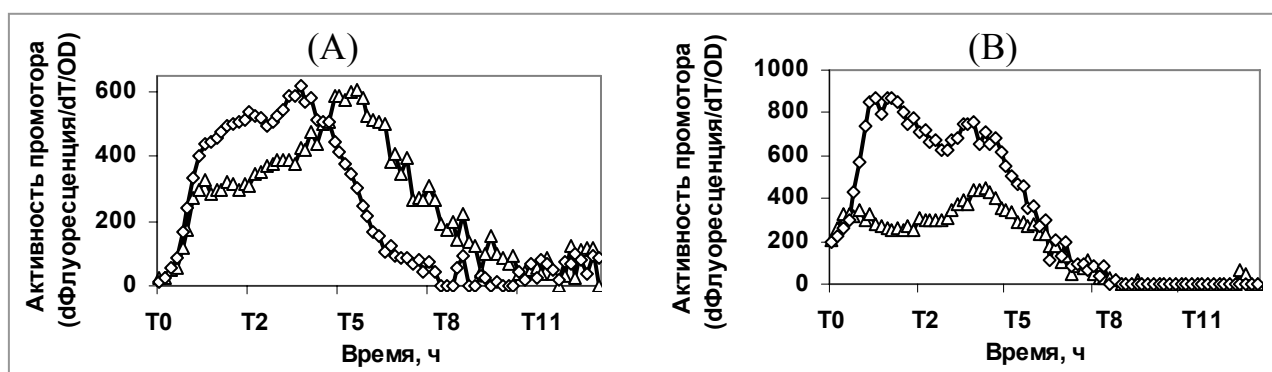 (A)
Активность промотора
(dФлуоресценция/dT/OD)
600
400
200
0
T0 T2 T5 T8 T11
Время, ч
(B)
Активность промотора
(dФлуоресценция/dT/OD)
1000
800
600
400
200
0
T0 T2 T5 T8 T11
Время, ч